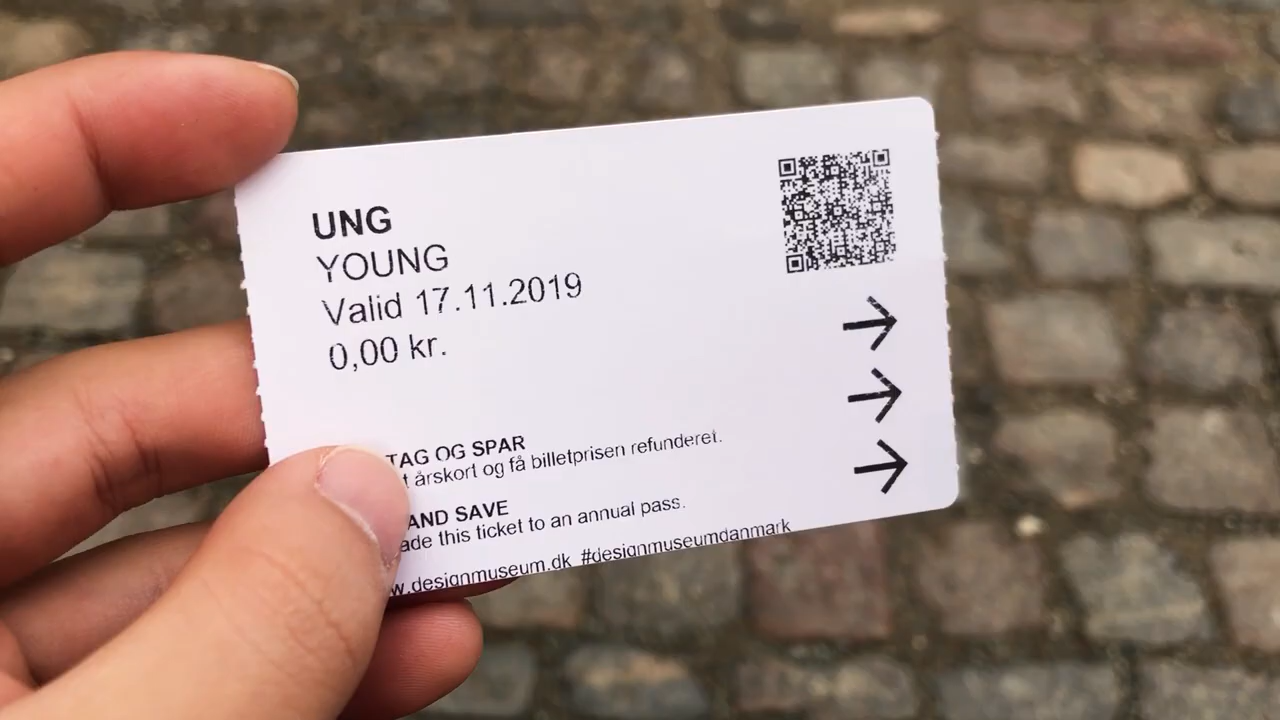 UNG
YOUNG
Valid 17.11.2019
0,00 kr.
TAG OG SPAR
årskort og få billetprisen refunderet.
AND SAVE
this ticket to an annual pass.
w.designmuseum.dk #designmuseumdanmark